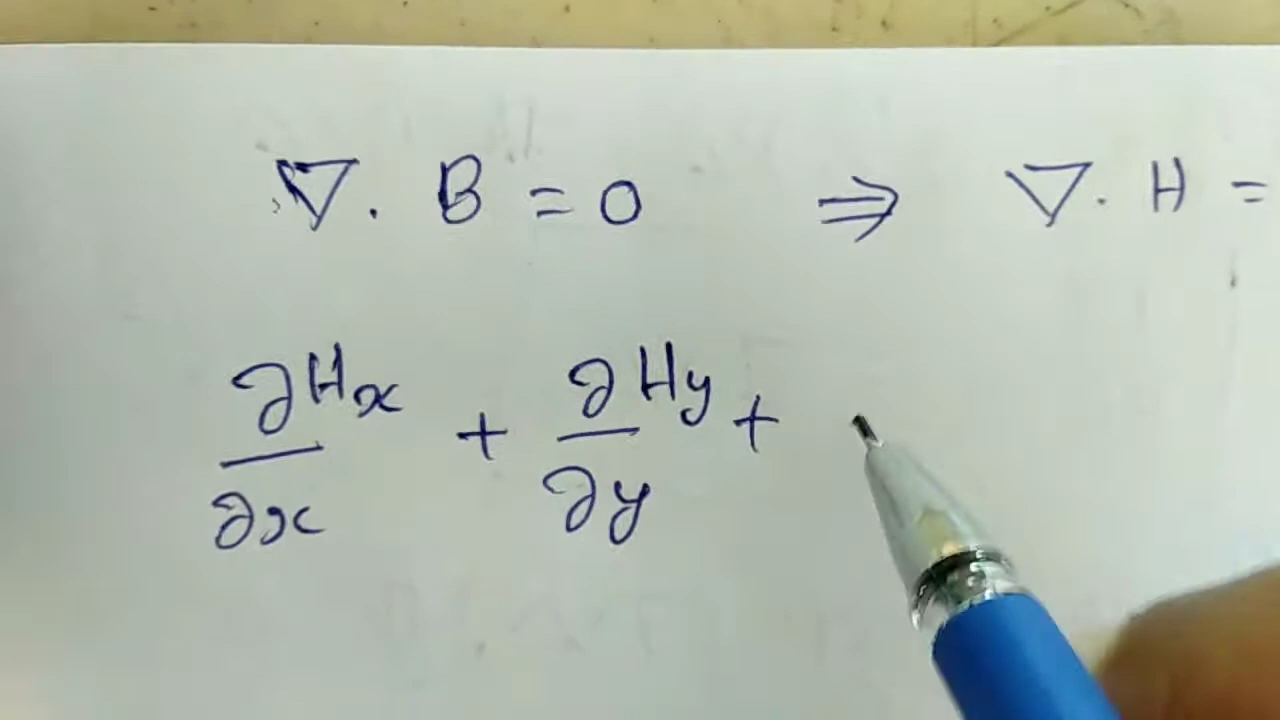 ∇. B = 0 ⇒ ∇. H =
∂Hx/∂x + ∂Hy/∂y +